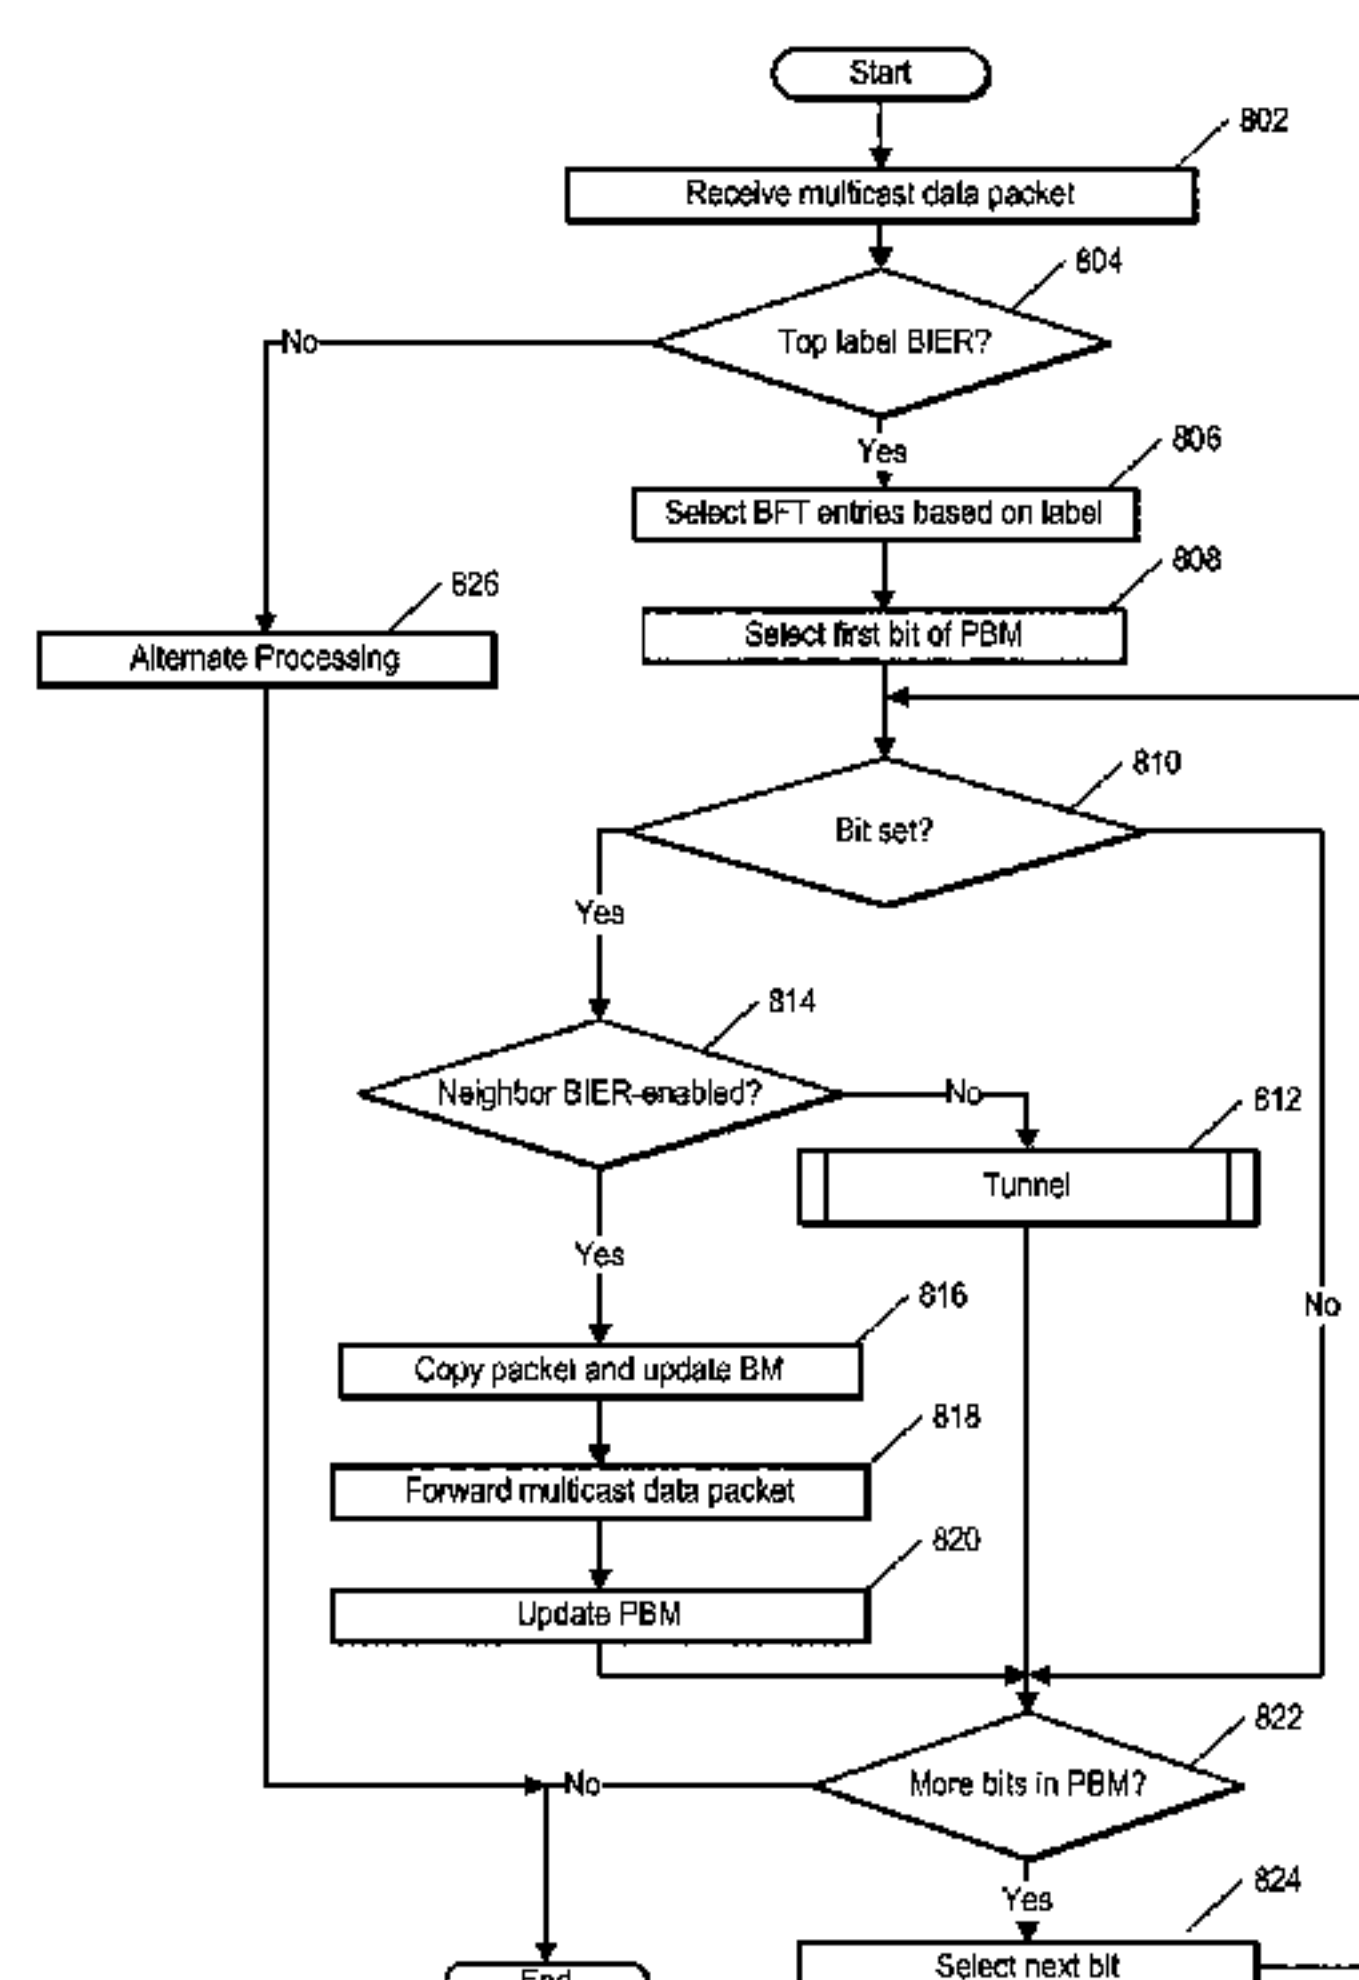 Start
802
Receive multicast data packet
804
Top label BIER?
No
Yes
806
Select BFT entries based on label
808
Select first bit of PBM
826
Alternate Processing
810
Bit set?
Yes
814
Neighbor BIER-enabled?
No
812
Tunnel
Yes
No
816
Copy packet and update BM
818
Forward multicast data packet
820
Update PBM
822
More bits in PBM?
No
Yes
824
Select next bit
End